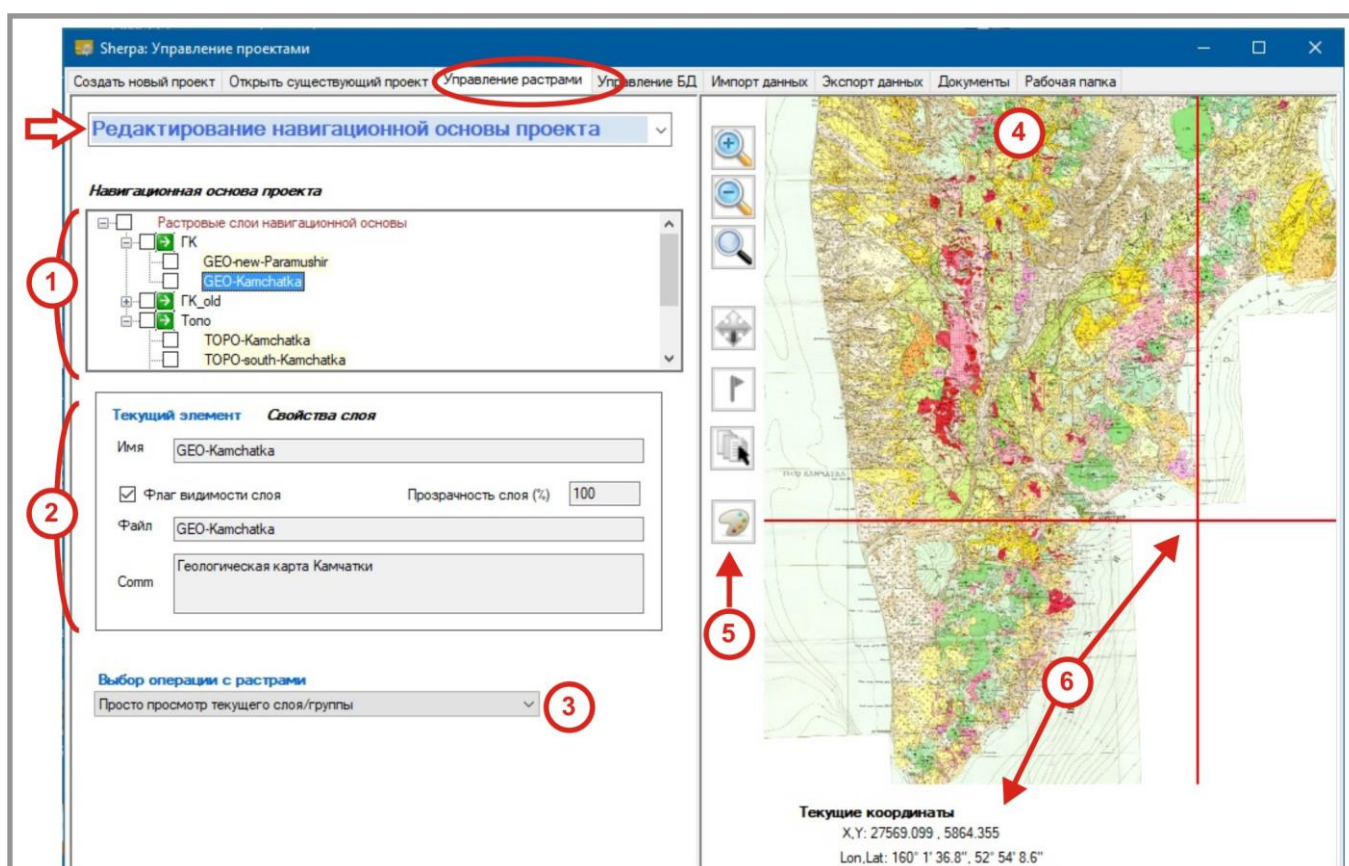 Sherpa: Управление проектами
Создать новый проект Открыть существующий проект Управление растрами Управление БД Импорт данных Экспорт данных Документы Рабочая папка
Редактирование навигационной основы проекта
4
Навигационная основа проекта
Растровые слои навигационной основы
ГК
GEO-new-Paramushir
1
GEO-Kamchatka
ГК_old
Топо
TOPO-Kamchatka
TOPO-south-Kamchatka
Текущий элемент Свойства слоя
Имя GEO-Kamchatka
Флаг видимости слоя Прозрачность слоя (%) 100
2
Файл GEO-Kamchatka
Comm Геологическая карта Камчатки
5
6
Выбор операции с растрами
Просто просмотр текущего слоя/группы 3
Текущие координаты
X,Y: 27569.099 , 5864.355
Lon,Lat: 160° 1' 36.8", 52° 54' 8.6"